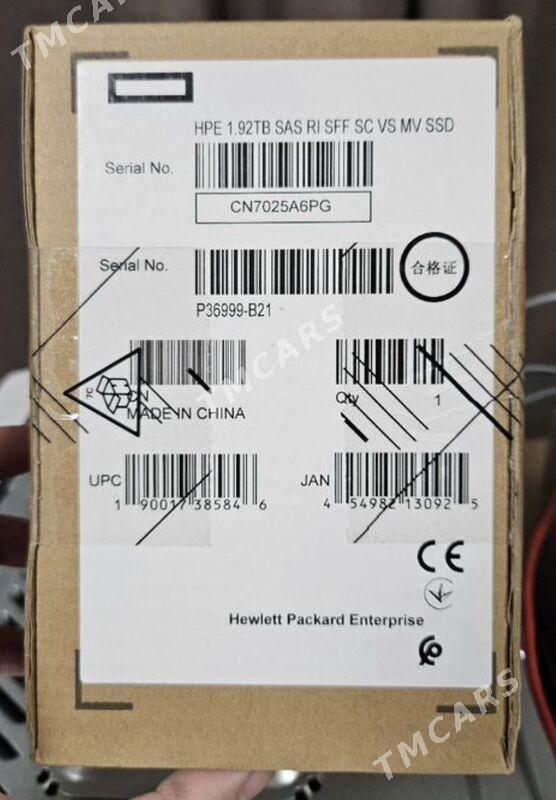 TMCARS
HPE 1.92TB SAS RI SFF SC VS MV SSD
Serial No.
CN7025A6PG
Serial No.
合格证
P36999-B21
TMCARS
7C
CN
Qty 1
MADE IN CHINA
UPC
1 90017 38584 6
JAN
4 54982 13092 5
CE
Hewlett Packard Enterprise
TMCARS